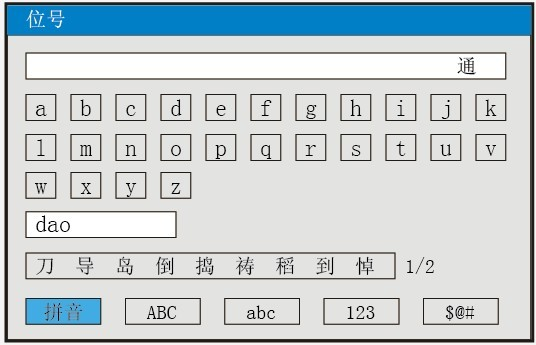 位号
通
a b c d e f g h i j k
l m n o p q r s t u v
w x y z
dao
刀 导 岛 倒 捣 祷 稻 到 悼 1/2
拼音 ABC abc 123 $@#